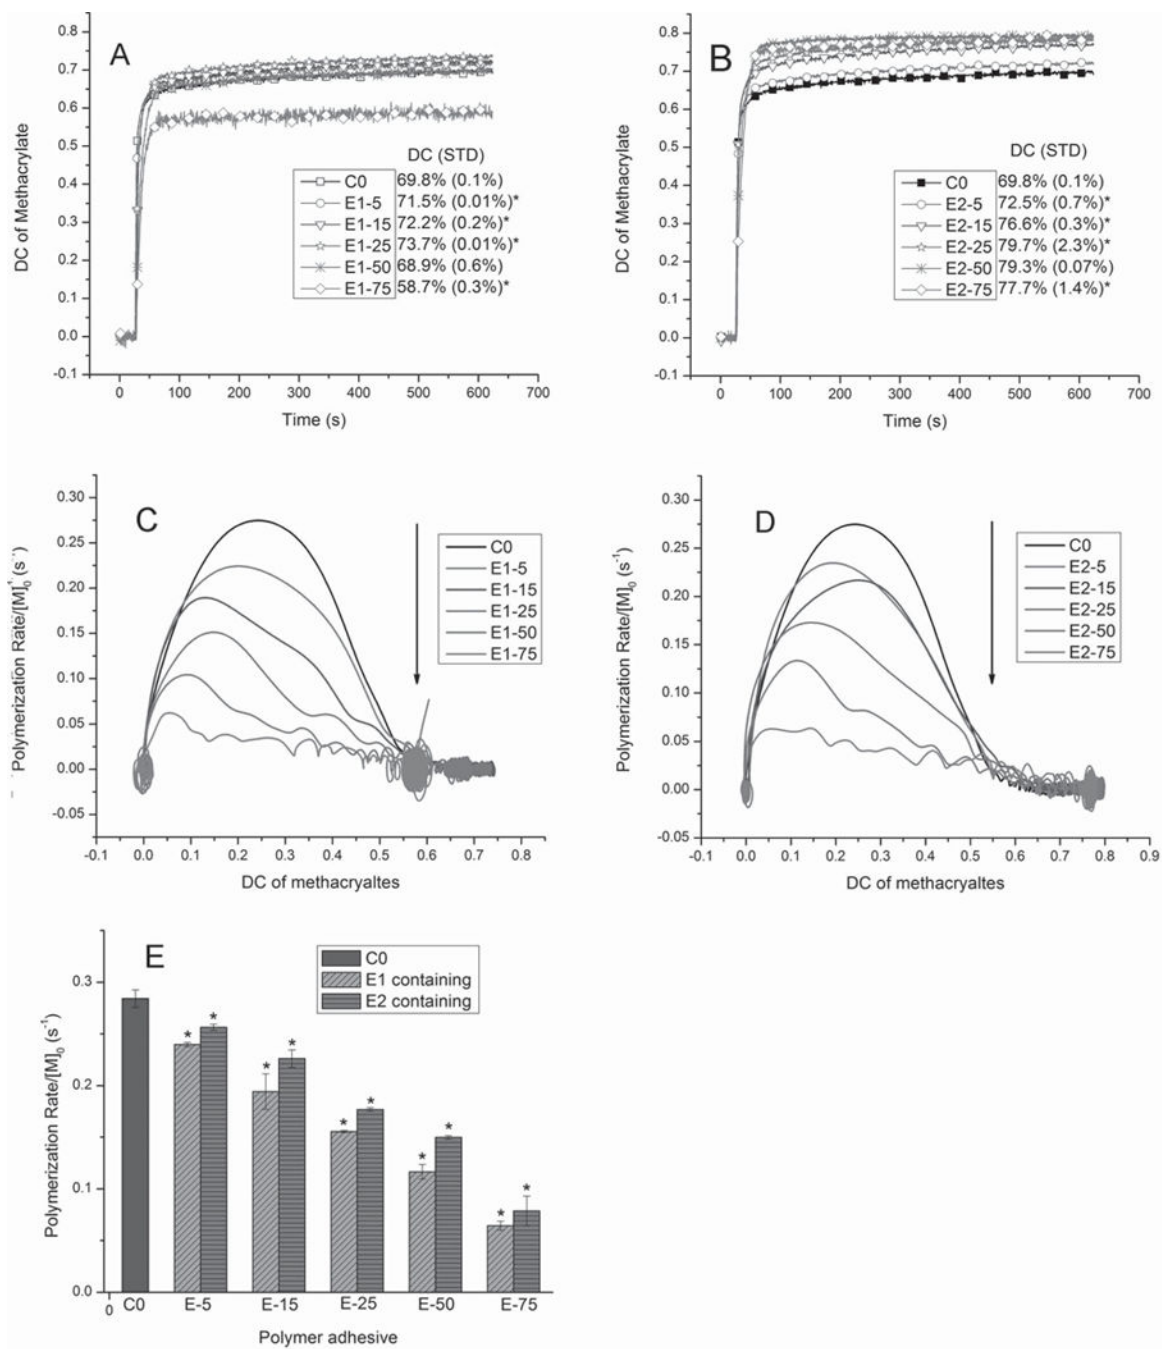 A
DC of Methacrylate
0.8
0.7
0.6
0.5
0.4
0.3
0.2
0.1
0.0
-0.1
DC (STD)
C0 69.8% (0.1%)
E1-5 71.5% (0.01%)*
E1-15 72.2% (0.2%)*
E1-25 73.7% (0.01%)*
E1-50 68.9% (0.6%)
E1-75 58.7% (0.3%)*
0 100 200 300 400 500 600 700
Time (s)
B
DC of Methacrylate
0.8
0.7
0.6
0.5
0.4
0.3
0.2
0.1
0.0
-0.1
DC (STD)
C0 69.8% (0.1%)
E2-5 72.5% (0.7%)*
E2-15 76.6% (0.3%)*
E2-25 79.7% (2.3%)*
E2-50 79.3% (0.07%)
E2-75 77.7% (1.4%)*
0 100 200 300 400 500 600 700
Time (s)
C
Polymerization Rate/[M]
0.30
0.25
0.20
0.15
0.10
0.05
0.00
-0.05
C0
E1-5
E1-15
E1-25
E1-50
E1-75
-0.1 0.0 0.1 0.2 0.3 0.4 0.5 0.6 0.7 0.8
DC of methacryaltes
D
Polymerization Rate/[M]₀ (s⁻¹)
0.30
0.25
0.20
0.15
0.10
0.05
0.00
-0.05
C0
E2-5
E2-15
E2-25
E2-50
E2-75
-0.1 0.0 0.1 0.2 0.3 0.4 0.5 0.6 0.7 0.8 0.9
DC of methacryaltes
E
Polymerization Rate/[M]₀ (s⁻¹)
0.3
0.2
0.1
0.0
C0
E1 containing
E2 containing
* * * * * * * * * *
0 C0 E-5 E-15 E-25 E-50 E-75
Polymer adhesive